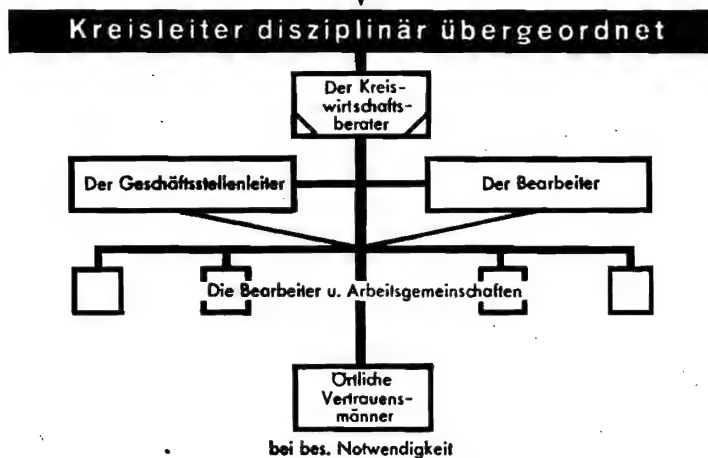 Kreisleiter disziplinär übergeordnet
Der Kreis-
wirtschafts-
berater
Der Geschäftsstellenleiter
Der Bearbeiter
Die Bearbeiter u. Arbeitsgemeinschaften
Örtliche
Vertrauens-
männer
bei bes. Notwendigkeit